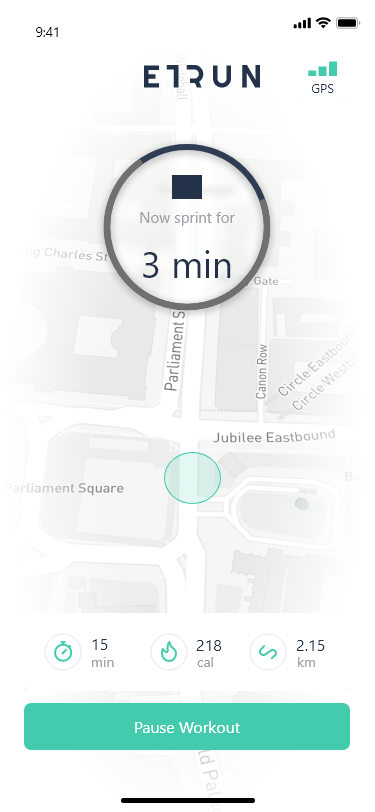 9:41
ETRUN
GPS
Now sprint for
3 min
Charles St
Gate
Parliament S
Canon Row
Circle Eastbou
Circle Westb
Jubilee Eastbound
Parliament Square
15
min
218
cal
2.15
km
Pause Workout